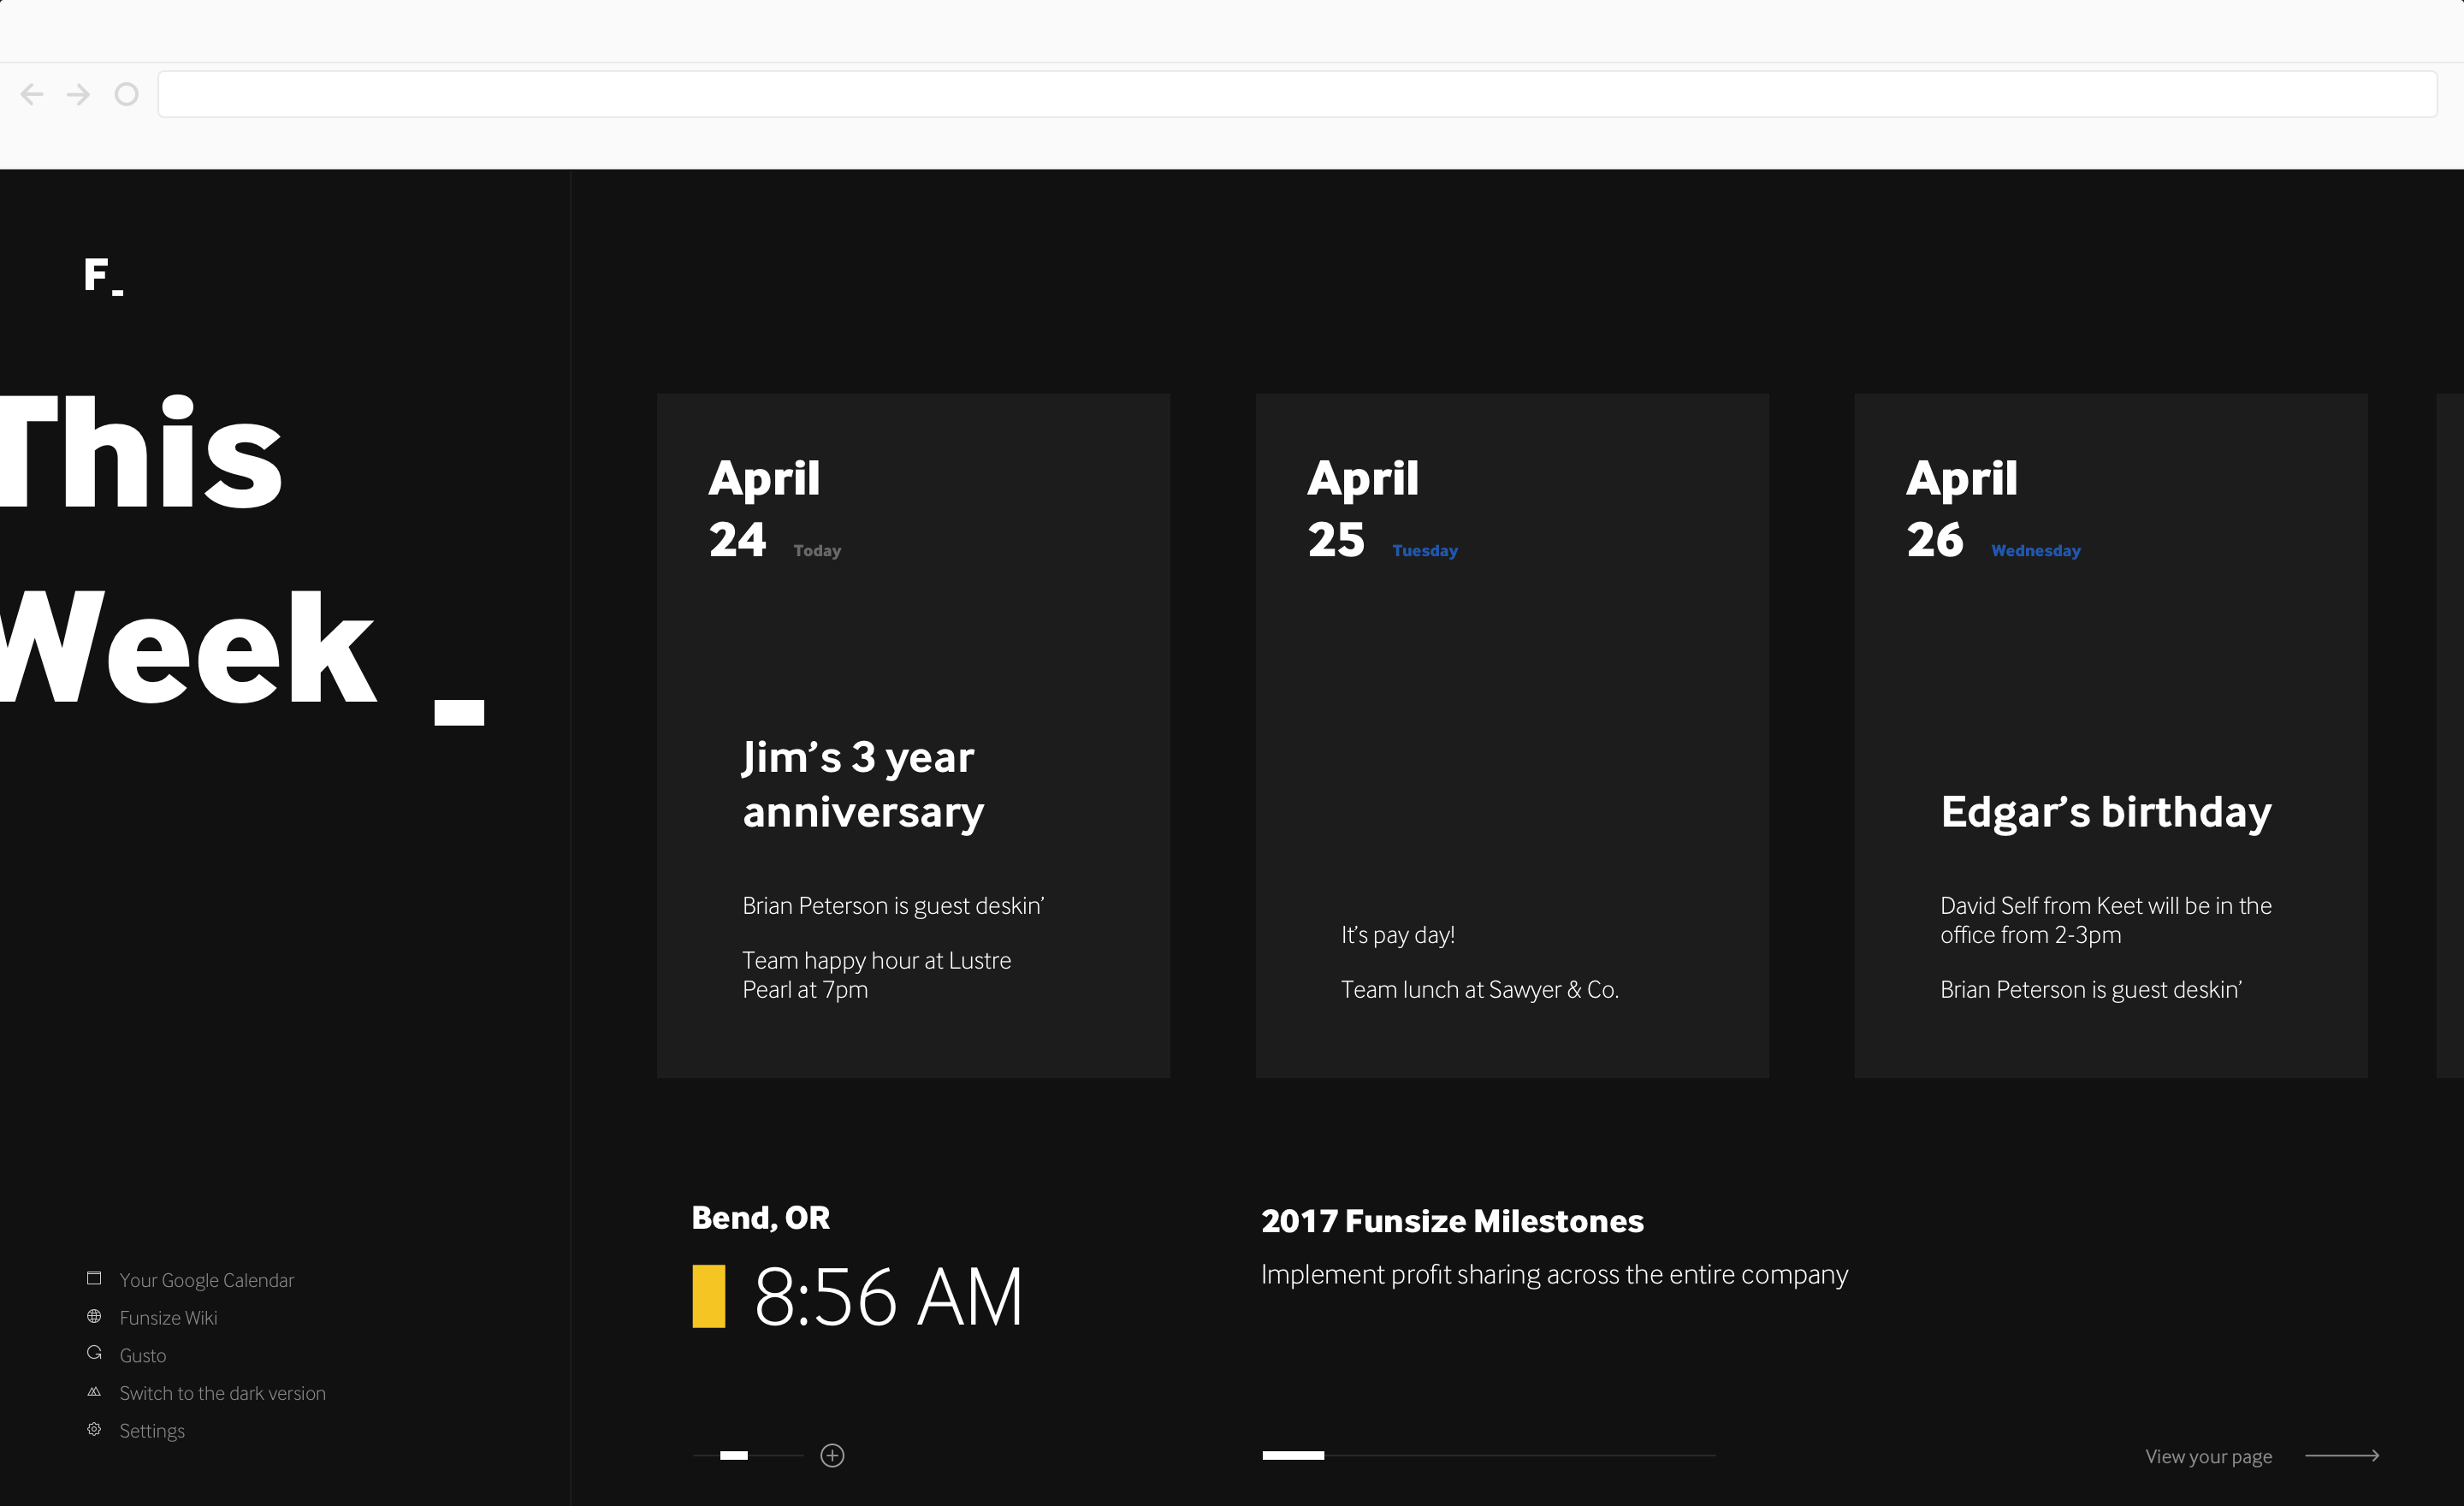 F_
This
Week _
Your Google Calendar
Funsize Wiki
Gusto
Switch to the dark version
Settings
April
24 Today
Jim’s 3 year
anniversary
Brian Peterson is guest deskin’
Team happy hour at Lustre
Pearl at 7pm
April
25 Tuesday
It’s pay day!
Team lunch at Sawyer & Co.
April
26 Wednesday
Edgar’s birthday
David Self from Keet will be in the
office from 2-3pm
Brian Peterson is guest deskin’
Bend, OR
8:56 AM
2017 Funsize Milestones
Implement profit sharing across the entire company
View your page